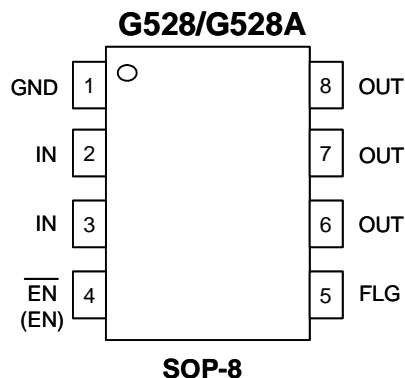 G528/G528A
GND 1 8 OUT
IN 2 7 OUT
IN 3 6 OUT
E̅N̅ 4 5 FLG
(EN)
SOP-8